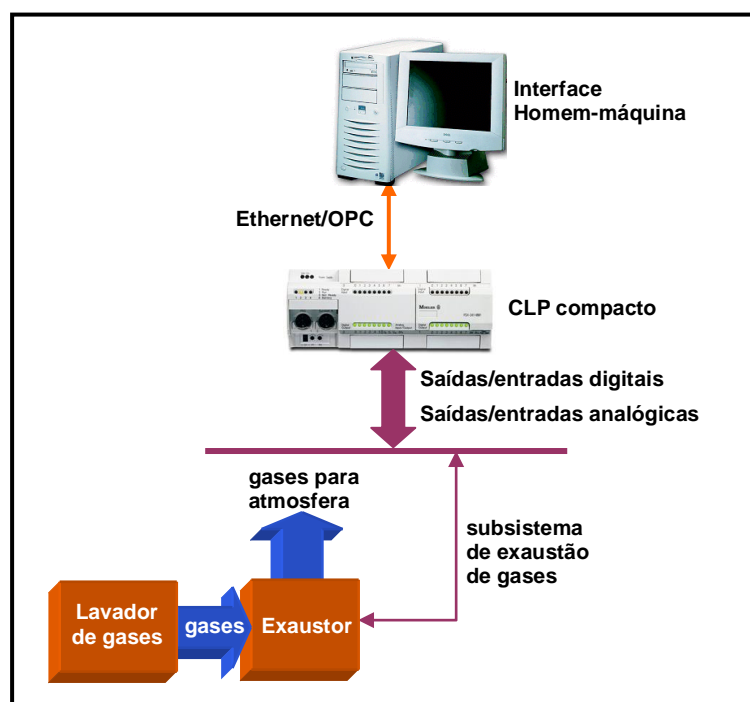 Interface
Homem-máquina
Ethernet/OPC
CLP compacto
Saídas/entradas digitais
Saídas/entradas analógicas
gases para
atmosfera
subsistema
de exaustão
de gases
Lavador
de gases
gases
Exaustor